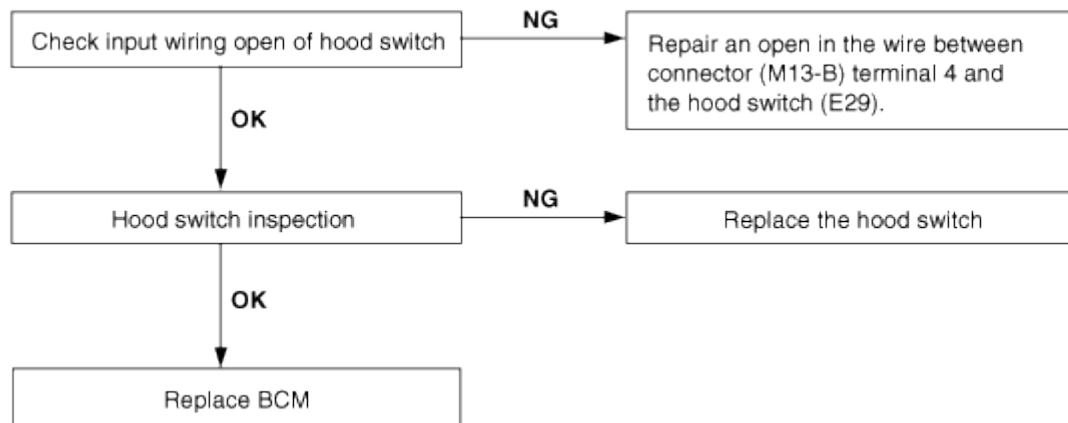 Check input wiring open of hood switch
NG
Repair an open in the wire between
connector (M13-B) terminal 4 and
the hood switch (E29).
OK
Hood switch inspection
NG
Replace the hood switch
OK
Replace BCM